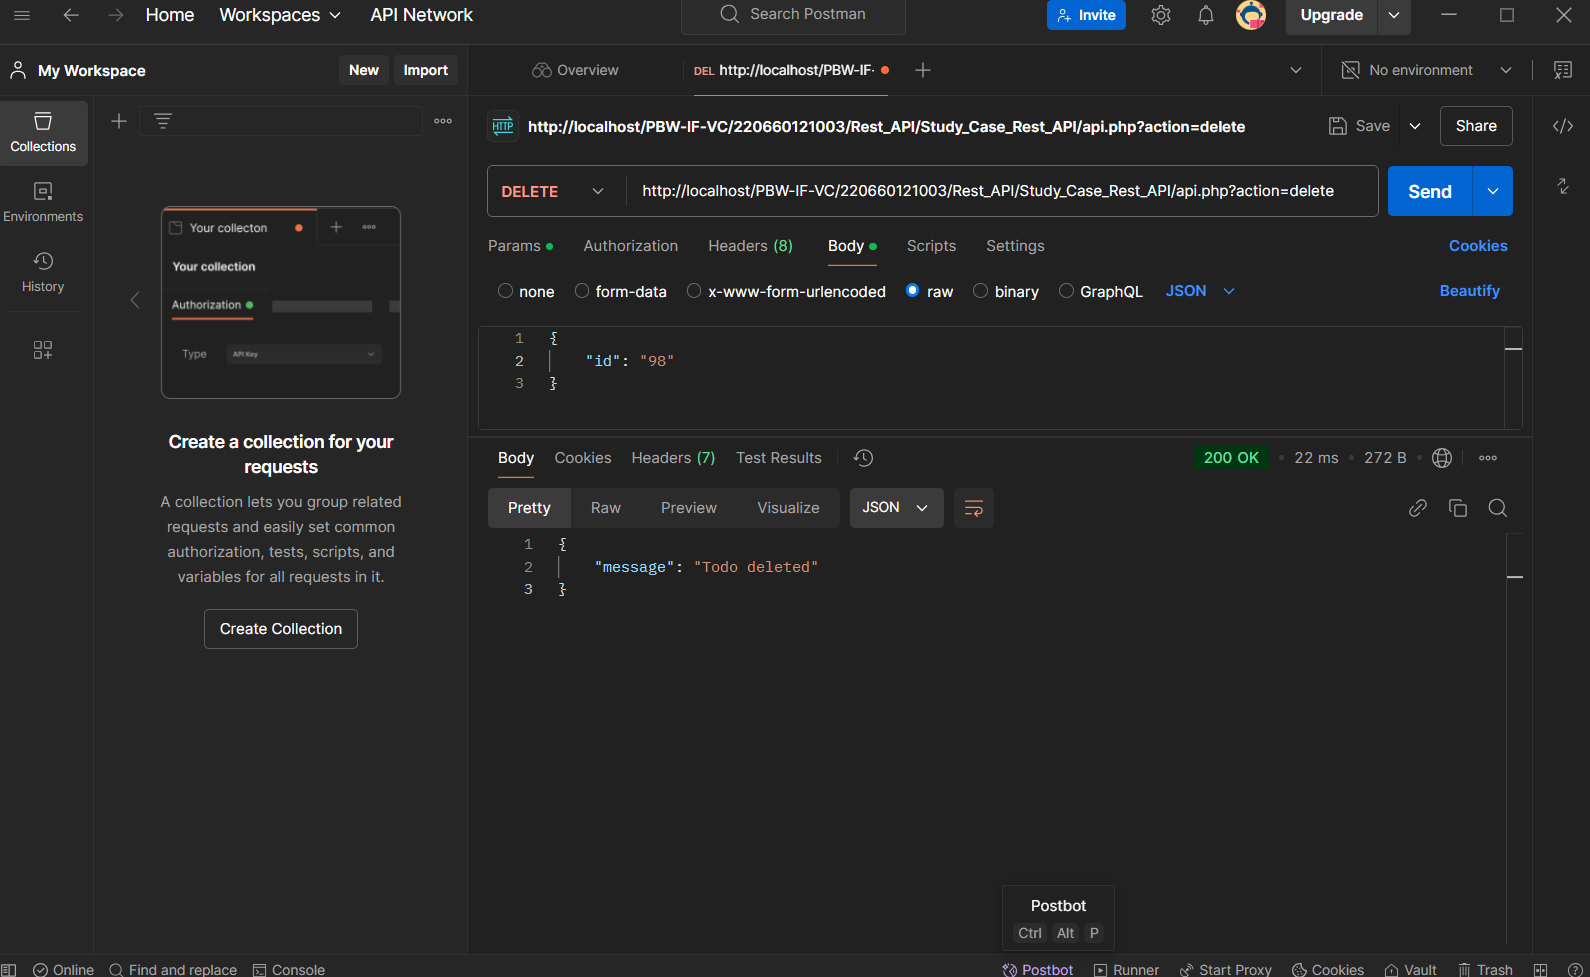 Home Workspaces API Network Search Postman Invite Upgrade
My Workspace New Import Overview DEL http://localhost/PBW-IF- No environment
Collections
Environments
History
Your collecton
Your collection
Authorization
Type API Key
Create a collection for your
requests
A collection lets you group related
requests and easily set common
authorization, tests, scripts, and
variables for all requests in it.
Create Collection
HTTP http://localhost/PBW-IF-VC/220660121003/Rest_API/Study_Case_Rest_API/api.php?action=delete Save Share
DELETE http://localhost/PBW-IF-VC/220660121003/Rest_API/Study_Case_Rest_API/api.php?action=delete Send
Params Authorization Headers (8) Body Scripts Settings Cookies
none form-data x-www-form-urlencoded raw binary GraphQL JSON Beautify
1 {
2 "id": "98"
3 }
Body Cookies Headers (7) Test Results 200 OK 22 ms 272 B
Pretty Raw Preview Visualize JSON
1 {
2 "message": "Todo deleted"
3 }
Postbot
Ctrl Alt P
Online Find and replace Console Postbot Runner Start Proxy Cookies Vault Trash